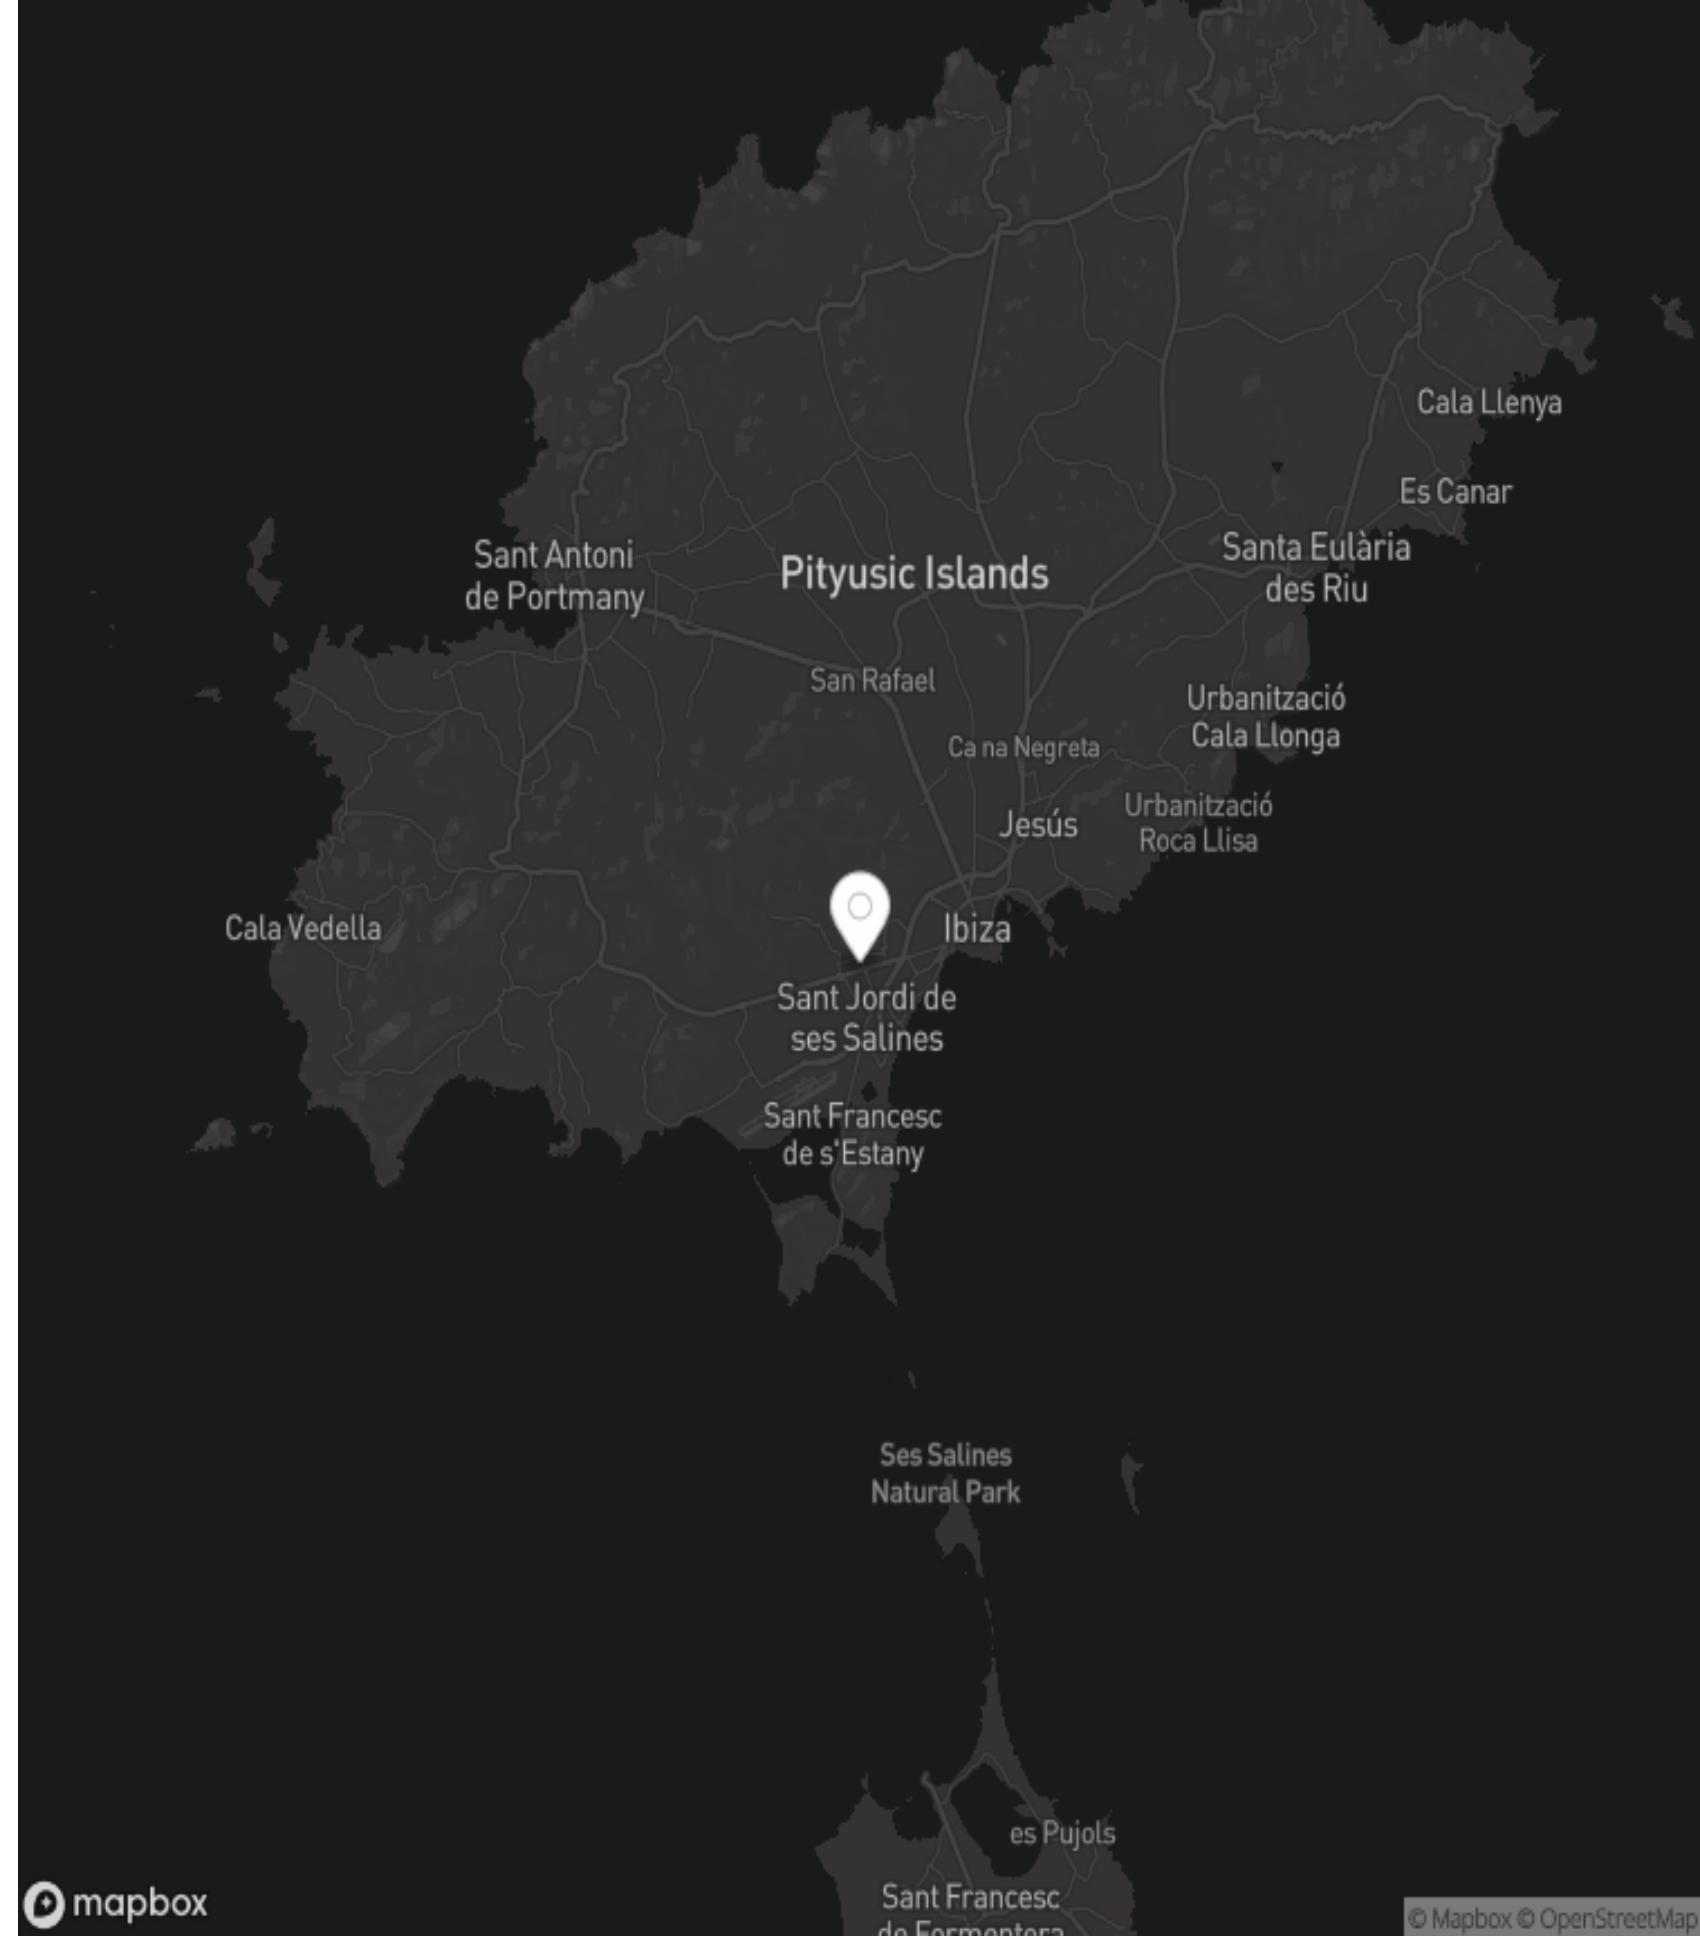 Cala Llenya
Es Canar
Sant Antoni
de Portmany
Pityusic Islands
Santa Eulària
des Riu
San Rafael
Urbanització
Cala Llonga
Ca na Negreta
Urbanització
Roca Llisa
Jesús
Cala Vedella
Ibiza
Sant Jordi de
ses Salines
Sant Francesc
de s'Estany
Ses Salines
Natural Park
es Pujols
Sant Francesc
de Formentera
mapbox
© Mapbox © OpenStreetMap